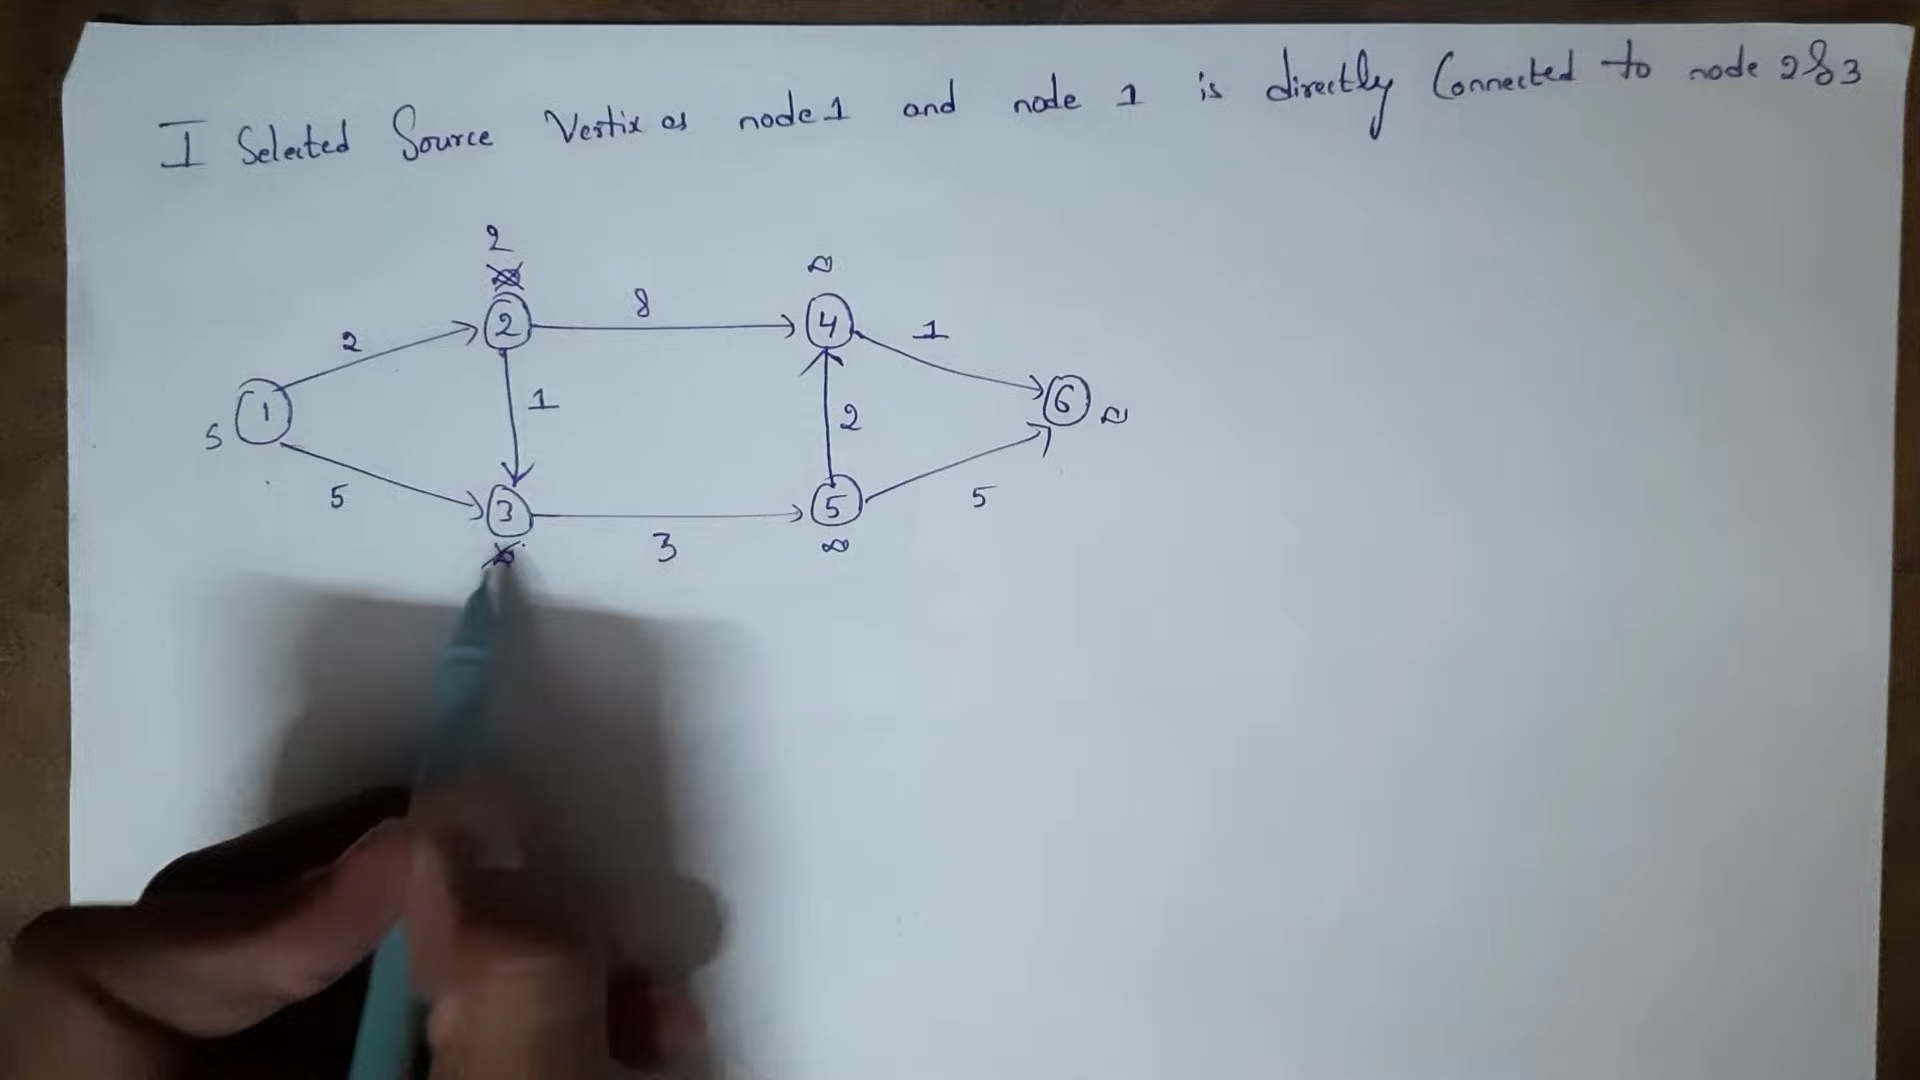 I Selected Source Vertix as node 1 and node 1 is directly Connected to node 2&3
2
∞
2 8 4 1
2
1 1 6 ∞
S 2
5 3 5 5
3 ∞